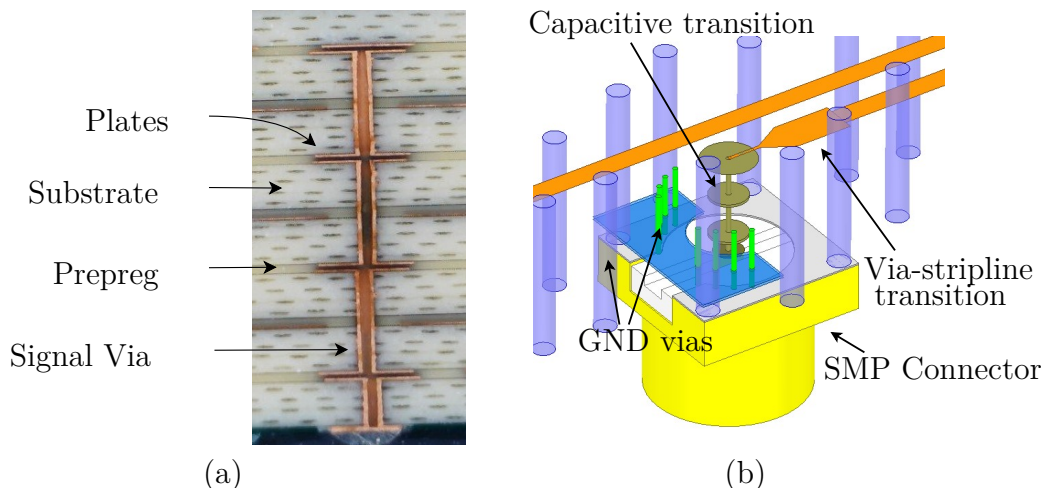 Plates
Substrate
Prepreg
Signal Via
(a)
Capacitive transition
Via-stripline
transition
GND vias
SMP Connector
(b)